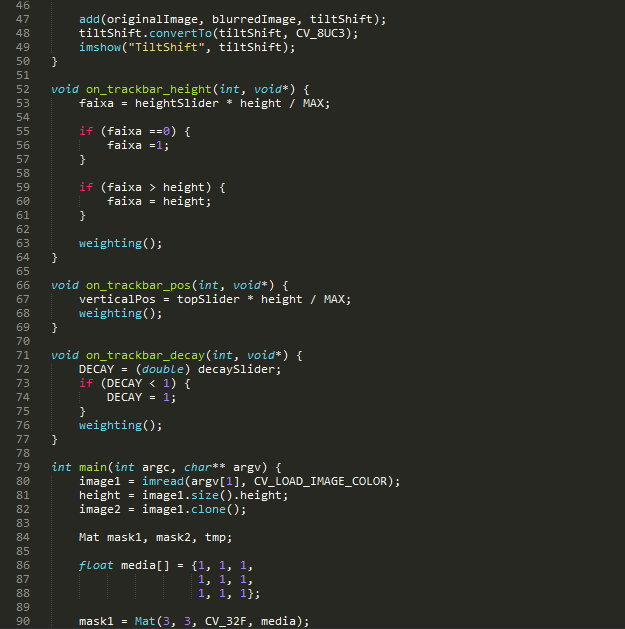 46
47 add(originalImage, blurredImage, tiltShift);
48 tiltShift.convertTo(tiltShift, CV_8UC3);
49 imshow("TiltShift", tiltShift);
50 }
51
52 void on_trackbar_height(int, void*) {
53 faixa = heightSlider * height / MAX;
54
55 if (faixa ==0) {
56 faixa =1;
57 }
58
59 if (faixa > height) {
60 faixa = height;
61 }
62
63 weighting();
64 }
65
66 void on_trackbar_pos(int, void*) {
67 verticalPos = topSlider * height / MAX;
68 weighting();
69 }
70
71 void on_trackbar_decay(int, void*) {
72 DECAY = (double) decaySlider;
73 if (DECAY < 1) {
74 DECAY = 1;
75 }
76 weighting();
77 }
78
79 int main(int argc, char** argv) {
80 image1 = imread(argv[1], CV_LOAD_IMAGE_COLOR);
81 height = image1.size().height;
82 image2 = image1.clone();
83
84 Mat mask1, mask2, tmp;
85
86 float media[] = {1, 1, 1,
87 1, 1, 1,
88 1, 1, 1};
89
90 mask1 = Mat(3, 3, CV_32F, media);